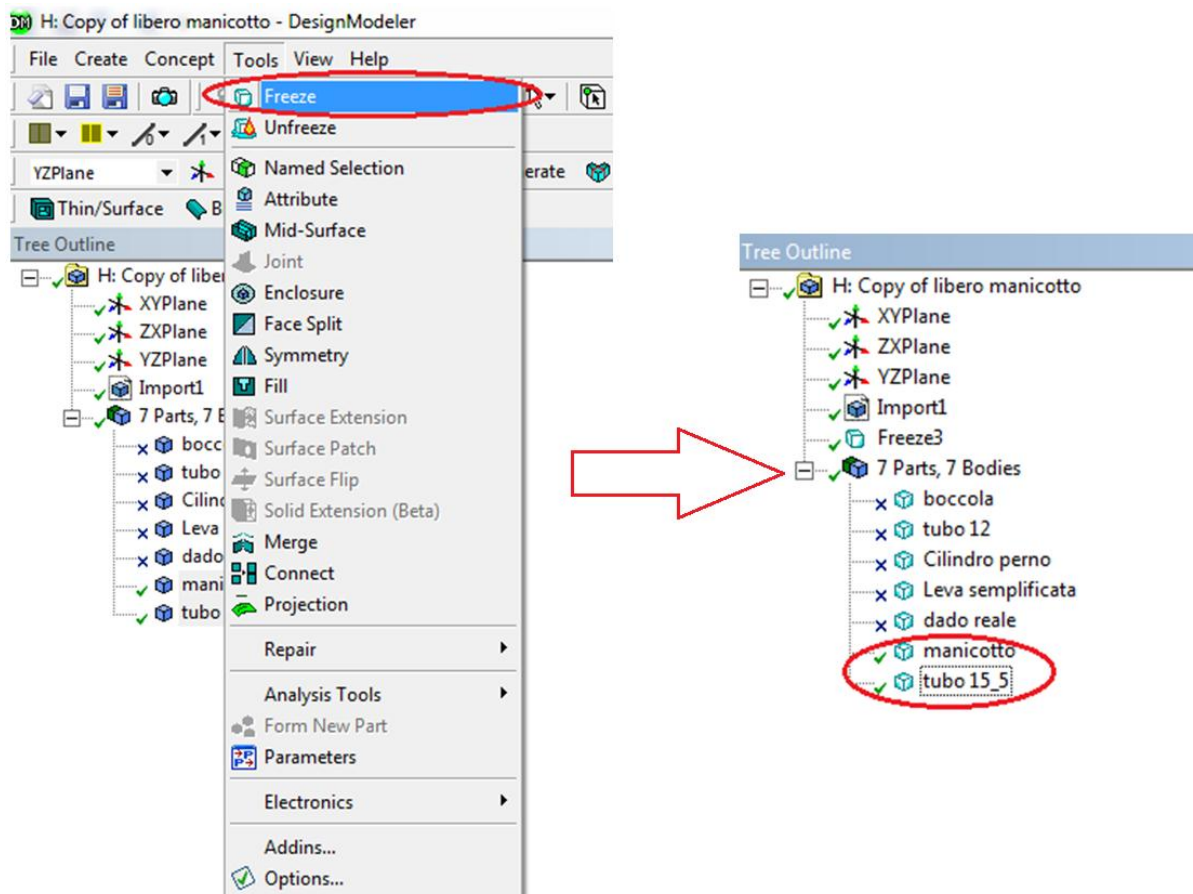 DM H: Copy of libero manicotto - DesignModeler
File Create Concept Tools View Help
Freeze
Unfreeze
YZPlane
Named Selection
erate
Attribute
Thin/Surface B
Mid-Surface
Tree Outline
Joint
H: Copy of liber
Enclosure
XYPlane
Face Split
ZXPlane
Symmetry
YZPlane
Fill
Import1
Surface Extension
7 Parts, 7 B
Surface Patch
bocc
Surface Flip
tubo
Solid Extension (Beta)
Cilind
Merge
Leva
Connect
dado
Projection
mani
tubo
Repair
Analysis Tools
Form New Part
Parameters
Electronics
Addins...
Options...
Tree Outline
H: Copy of libero manicotto
XYPlane
ZXPlane
YZPlane
Import1
Freeze3
7 Parts, 7 Bodies
boccola
tubo 12
Cilindro perno
Leva semplificata
dado reale
manicotto
tubo 15_5